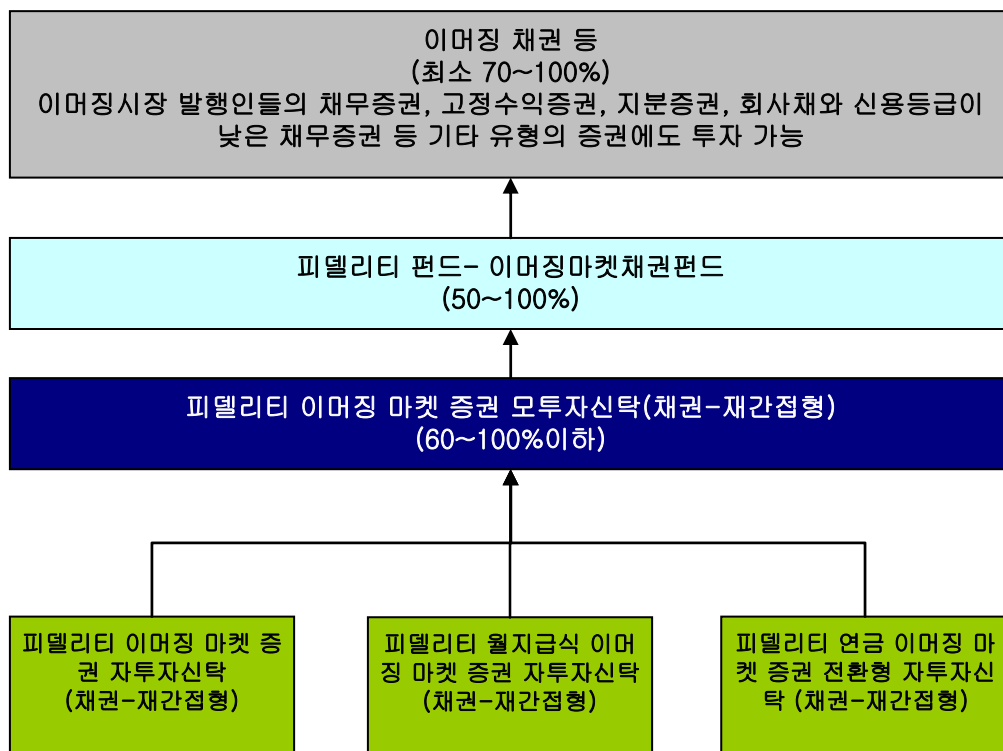 이머징 채권 등
(최소 70~100%)
이머징시장 발행인들의 채무증권, 고정수익증권, 지분증권, 회사채와 신용등급이
낮은 채무증권 등 기타 유형의 증권에도 투자 가능
피델리티 펀드- 이머징마켓채권펀드
(50~100%)
피델리티 이머징 마켓 증권 모투자신탁(채권-재간접형)
(60~100%이하)
피델리티 이머징 마켓 증
권 자투자신탁
(채권-재간접형)
피델리티 월지급식 이머
징 마켓 증권 자투자신탁
(채권-재간접형)
피델리티 연금 이머징 마
켓 증권 전환형 자투자신
탁 (채권-재간접형)